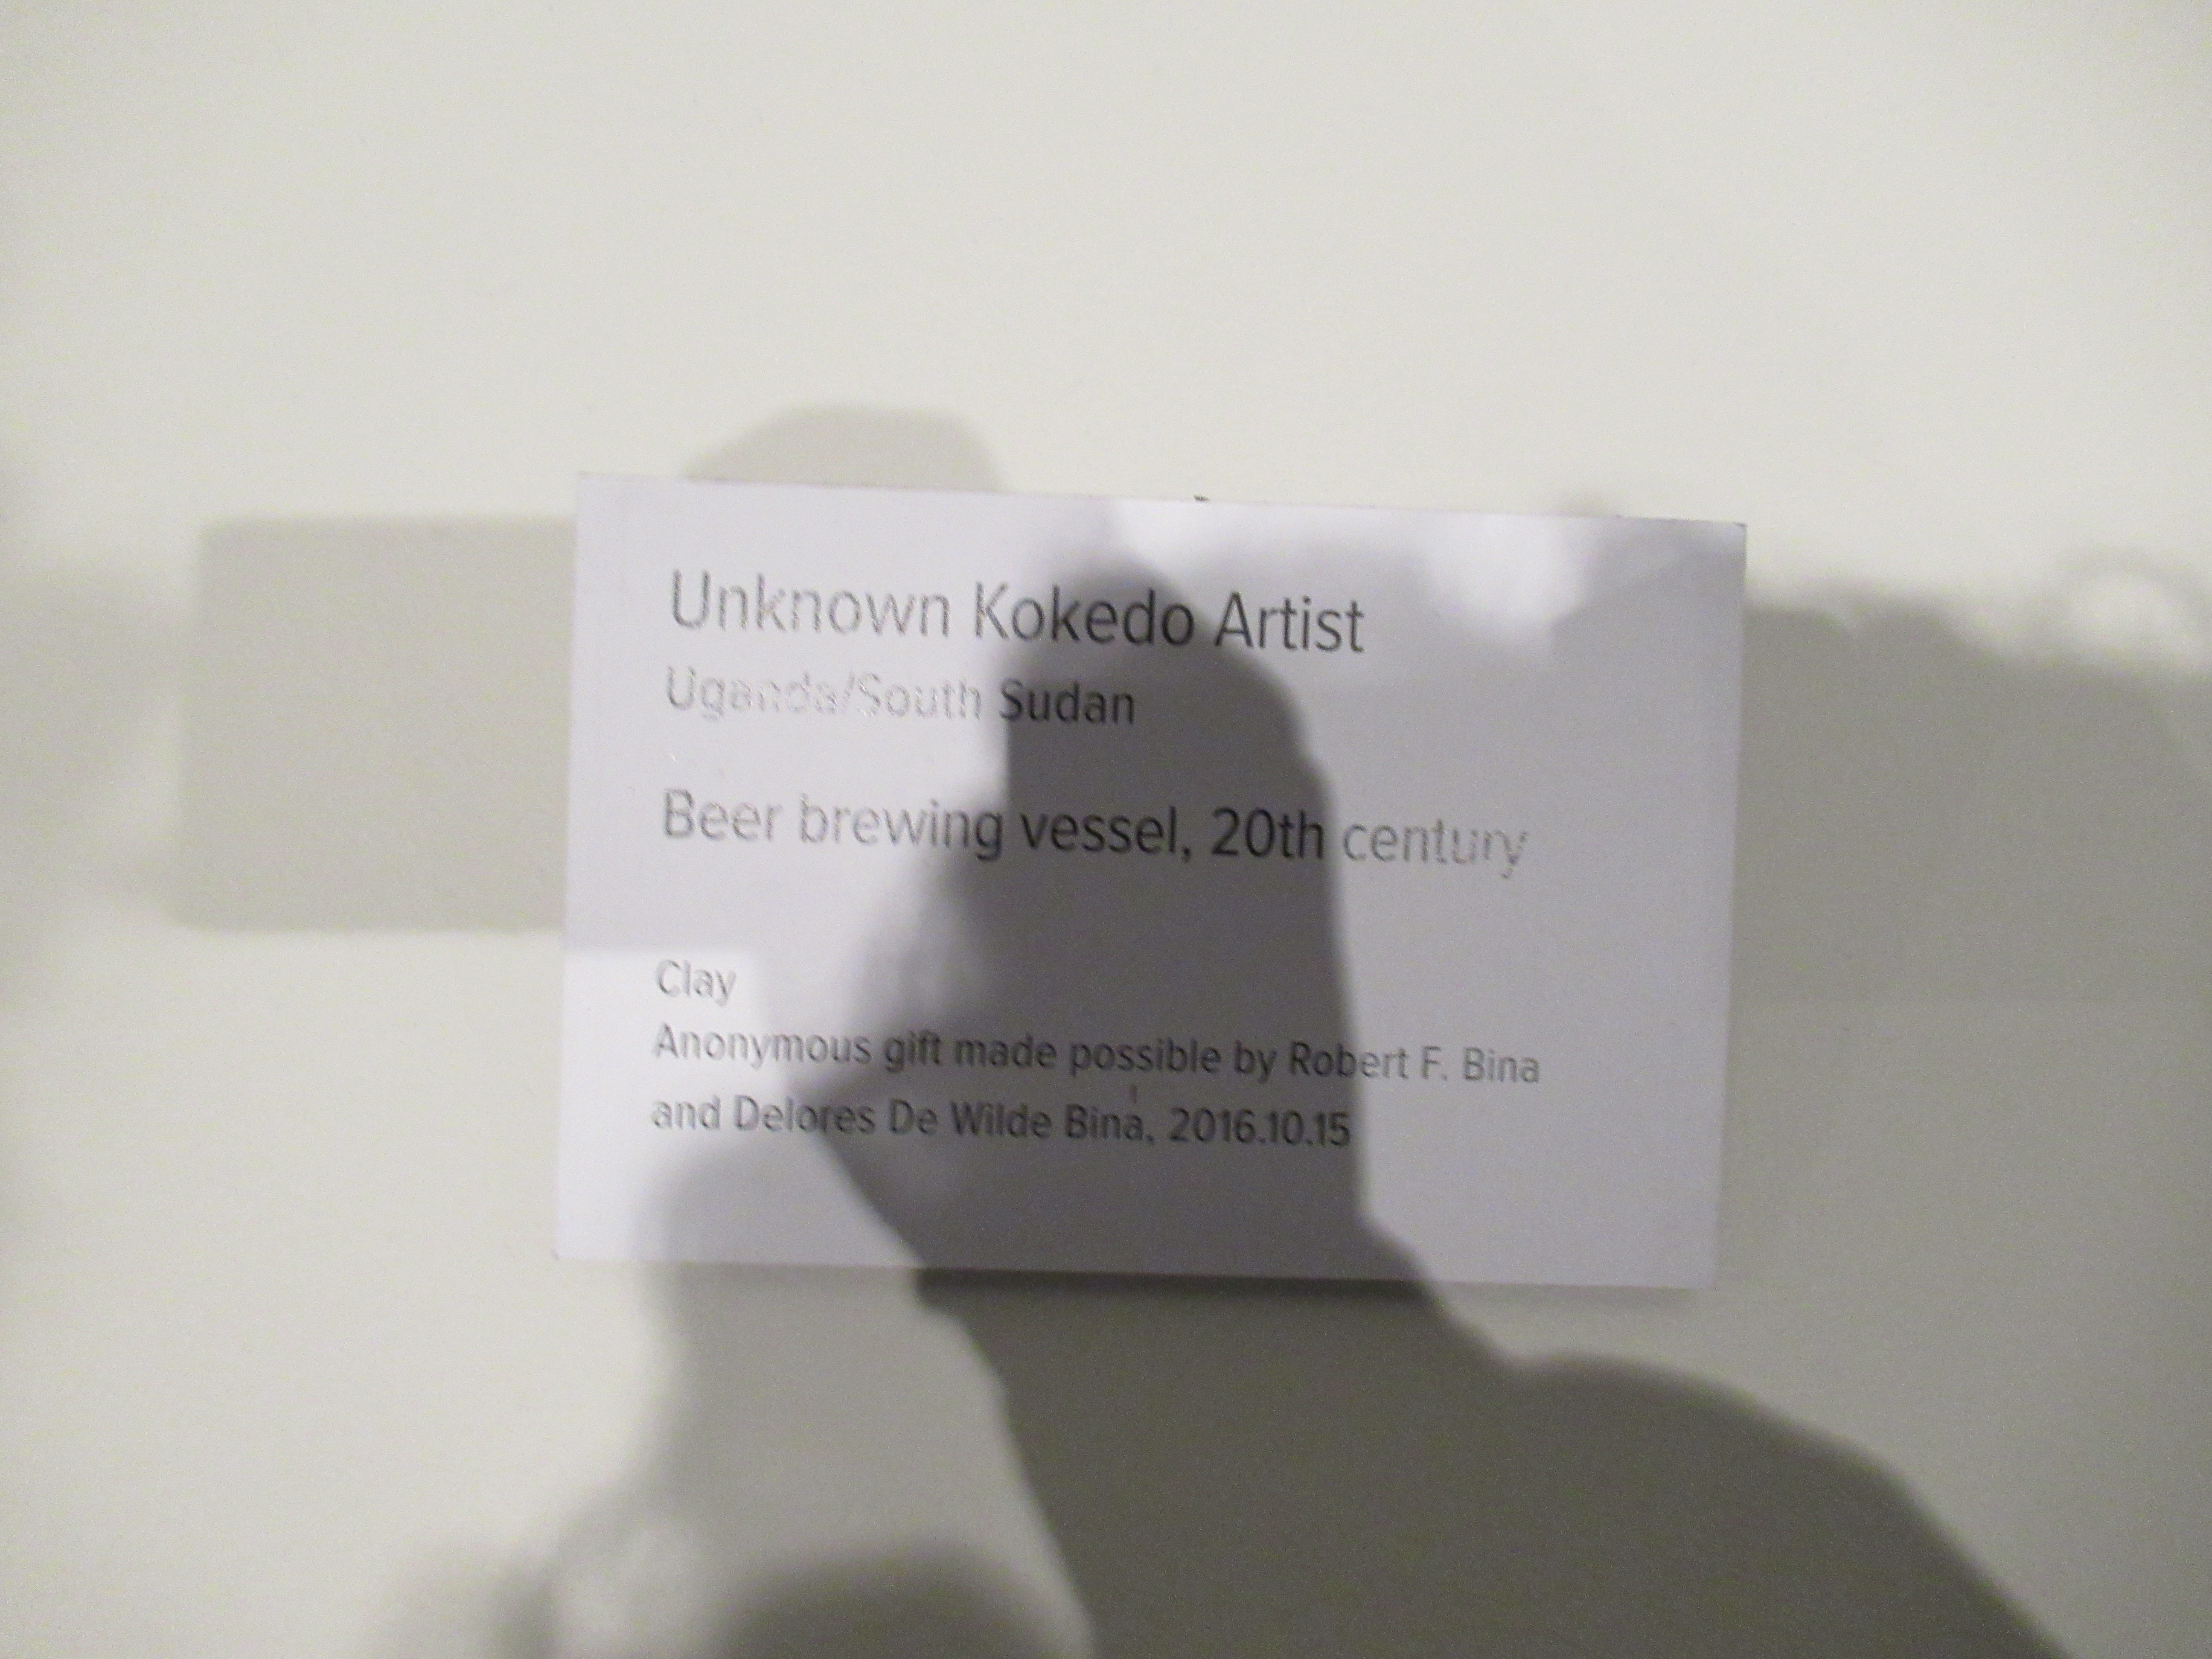 Unknown Kokedo Artist
Uganda/South Sudan
Beer brewing vessel, 20th century
Clay
Anonymous gift made possible by Robert F. Bina
and Delores De Wilde Bina, 2016.10.15